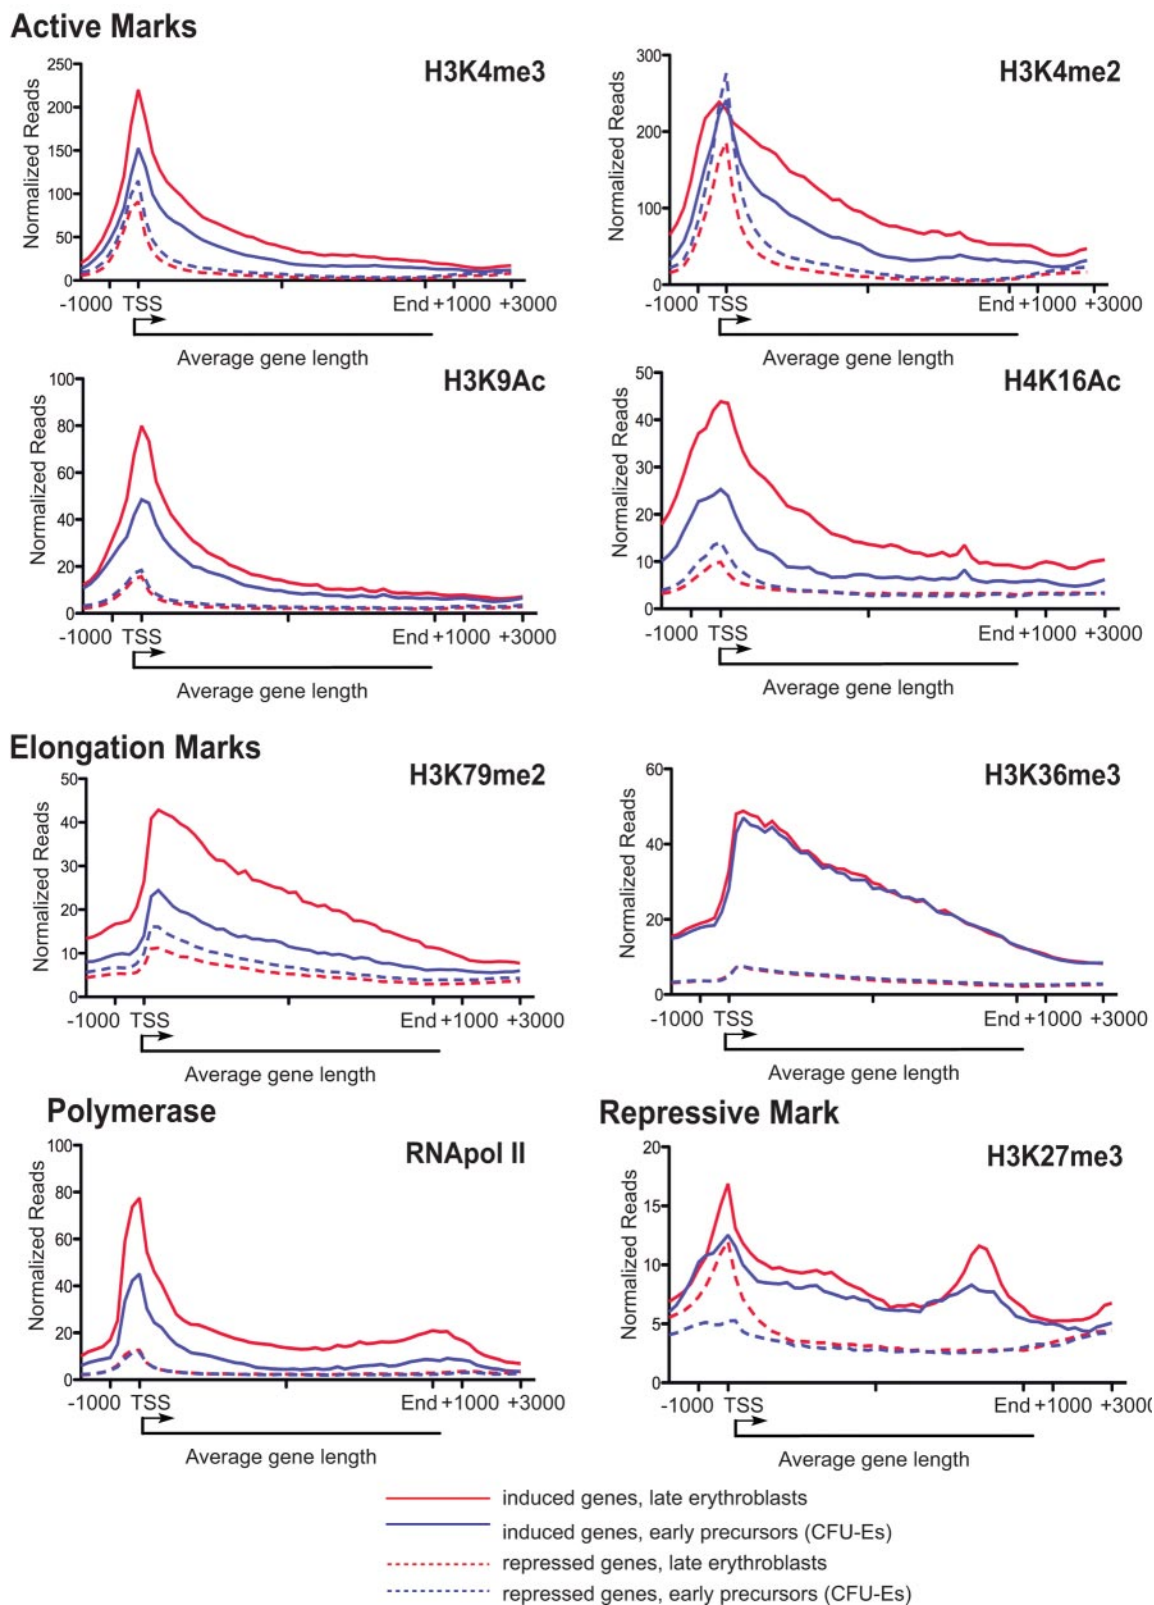 Active Marks
H3K4me3
Normalized Reads
250
200
150
100
50
0
-1000 TSS End +1000 +3000
Average gene length
H3K4me2
Normalized Reads
300
200
100
0
-1000 TSS End +1000 +3000
Average gene length
H3K9Ac
Normalized Reads
100
80
60
40
20
0
-1000 TSS End +1000 +3000
Average gene length
H4K16Ac
Normalized Reads
50
40
30
20
10
0
-1000 TSS End +1000 +3000
Average gene length
Elongation Marks
H3K79me2
Normalized Reads
50
40
30
20
10
0
-1000 TSS End +1000 +3000
Average gene length
H3K36me3
Normalized Reads
60
40
20
0
-1000 TSS End +1000 +3000
Average gene length
Polymerase
RNApol II
Normalized Reads
100
80
60
40
20
0
-1000 TSS End +1000 +3000
Average gene length
Repressive Mark
H3K27me3
Normalized Reads
20
15
10
5
0
-1000 TSS End +1000 +3000
Average gene length
induced genes, late erythroblasts
induced genes, early precursors (CFU-Es)
repressed genes, late erythroblasts
repressed genes, early precursors (CFU-Es)